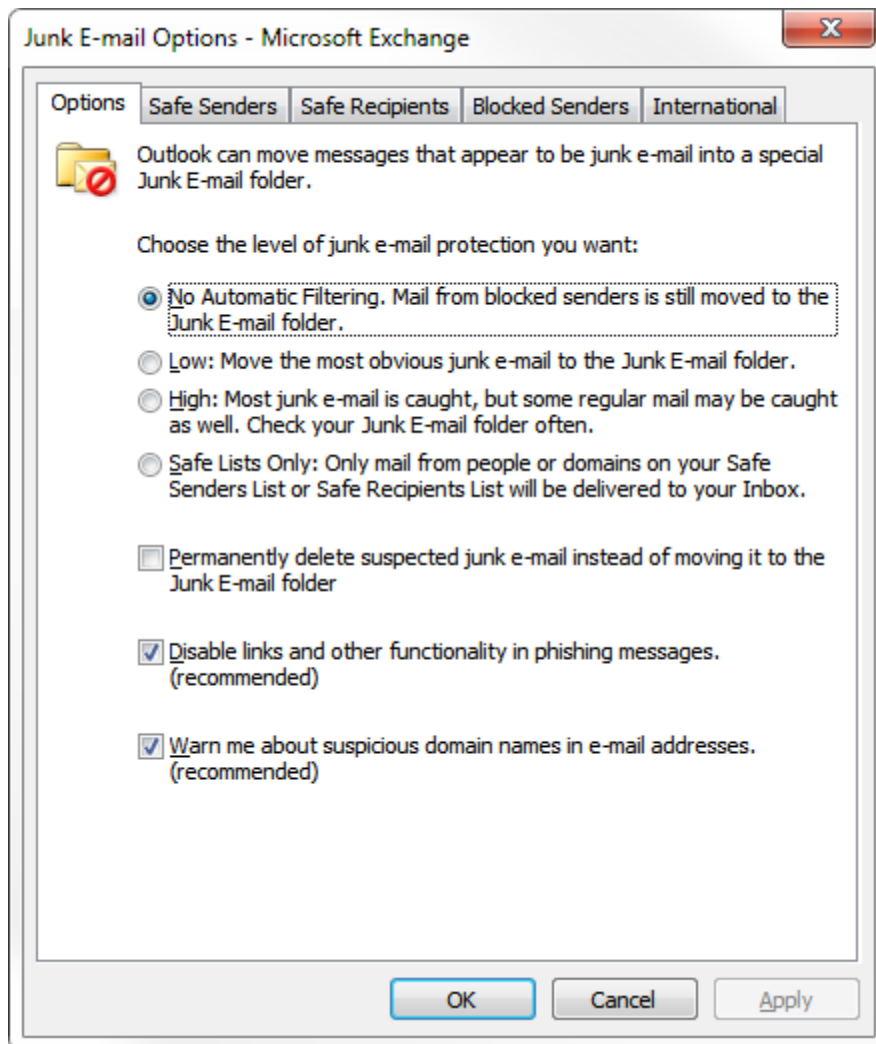 Junk E-mail Options - Microsoft Exchange
Options Safe Senders Safe Recipients Blocked Senders International
Outlook can move messages that appear to be junk e-mail into a special
Junk E-mail folder.
Choose the level of junk e-mail protection you want:
No Automatic Filtering. Mail from blocked senders is still moved to the
Junk E-mail folder.
Low: Move the most obvious junk e-mail to the Junk E-mail folder.
High: Most junk e-mail is caught, but some regular mail may be caught
as well. Check your Junk E-mail folder often.
Safe Lists Only: Only mail from people or domains on your Safe
Senders List or Safe Recipients List will be delivered to your Inbox.
Permanently delete suspected junk e-mail instead of moving it to the
Junk E-mail folder
Disable links and other functionality in phishing messages.
(recommended)
Warn me about suspicious domain names in e-mail addresses.
(recommended)
OK Cancel Apply